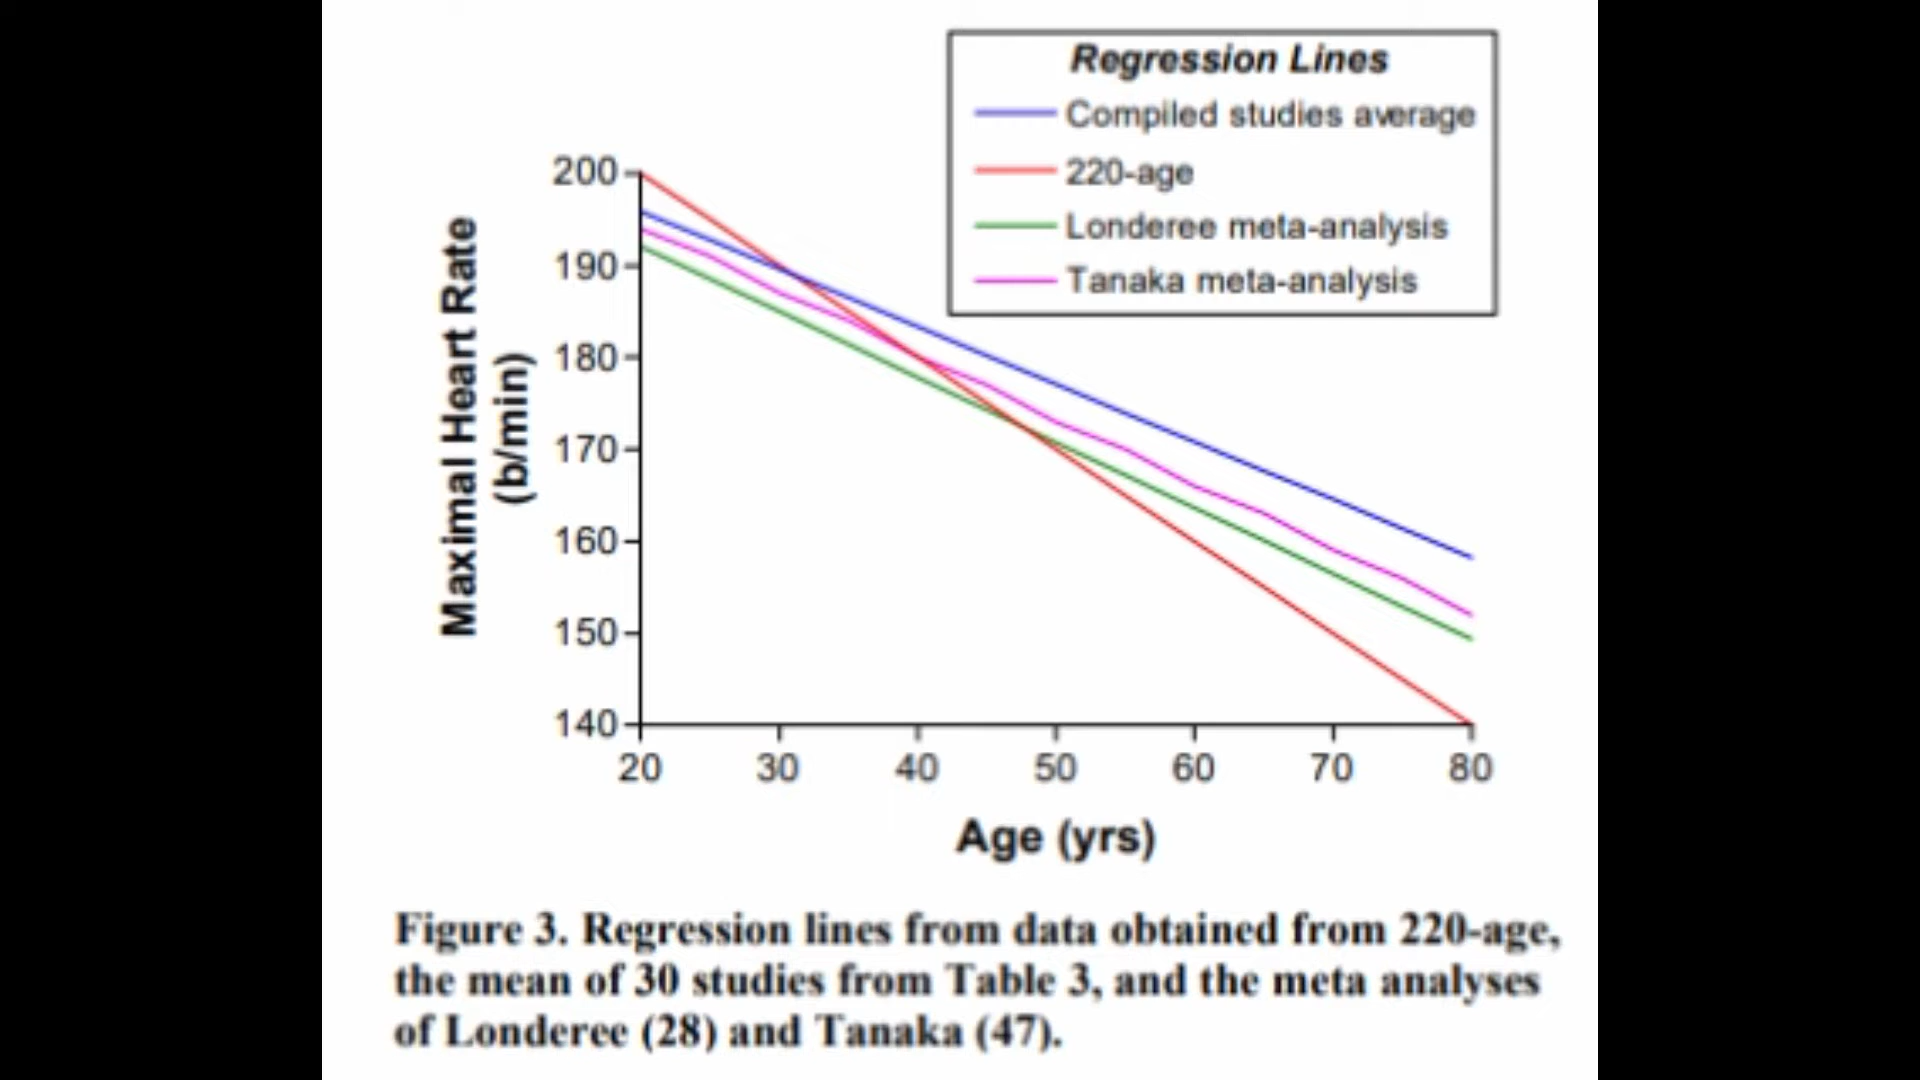 Regression Lines
Compiled studies average
220-age
Londeree meta-analysis
Tanaka meta-analysis
Maximal Heart Rate
(b/min)
200
190
180
170
160
150
140
20 30 40 50 60 70 80
Age (yrs)
Figure 3. Regression lines from data obtained from 220-age,
the mean of 30 studies from Table 3, and the meta analyses
of Londeree (28) and Tanaka (47).